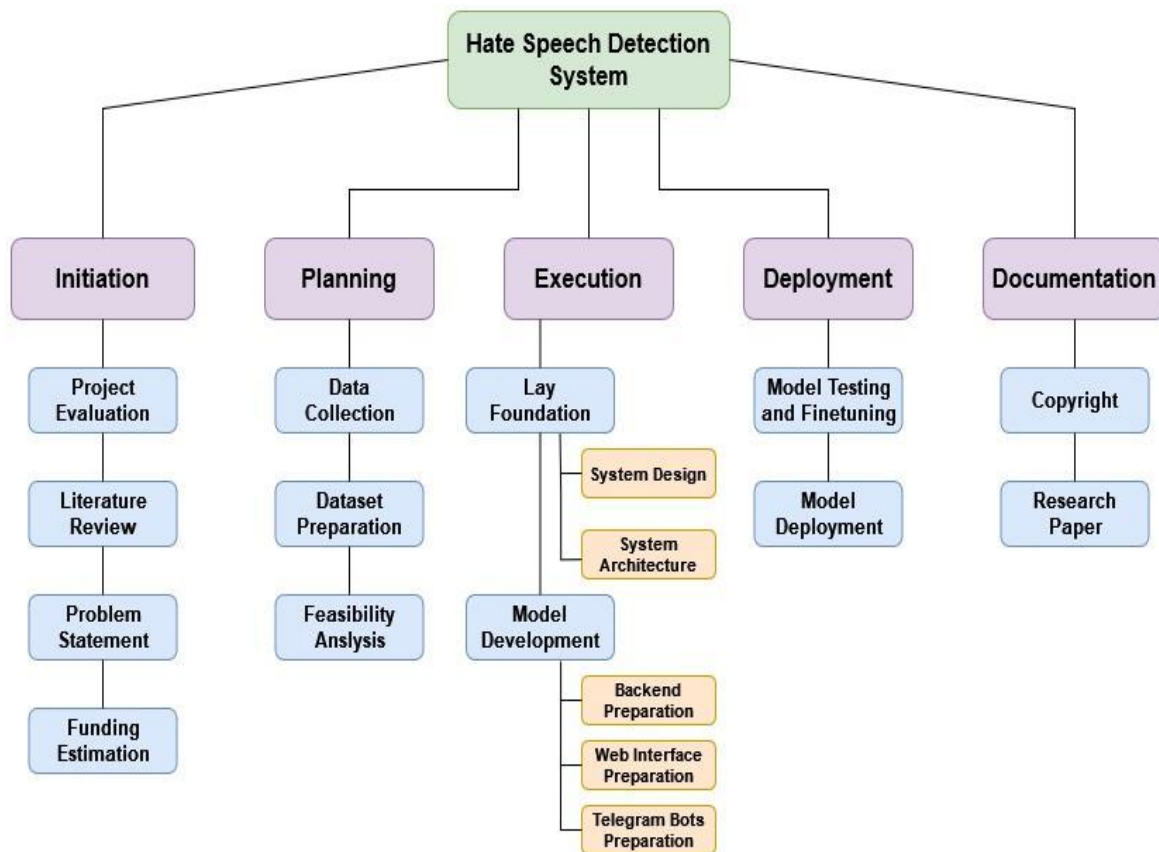 Hate Speech Detection
System
Initiation
Planning
Execution
Deployment
Documentation
Project
Evaluation
Data
Collection
Lay
Foundation
Model Testing
and Finetuning
Copyright
System Design
Literature
Review
Dataset
Preparation
Model
Deployment
Research
Paper
System
Architecture
Problem
Statement
Feasibility
Anslysis
Model
Development
Backend
Preparation
Funding
Estimation
Web Interface
Preparation
Telegram Bots
Preparation